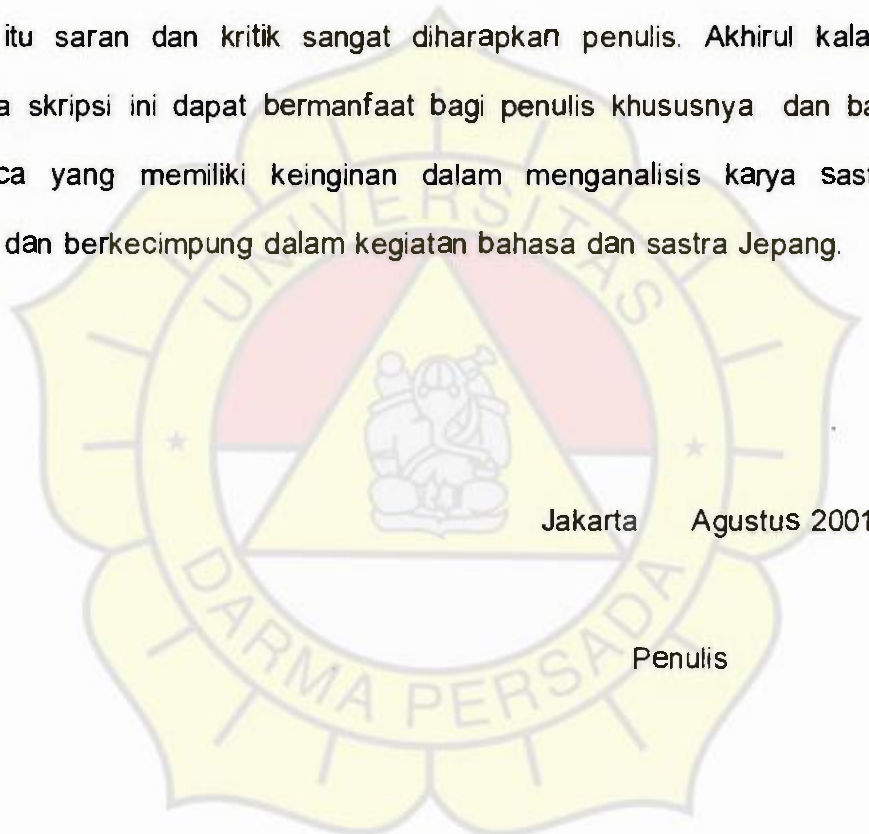 itu saran dan kritik sangat diharapkan penulis. Akhirul kala
a skripsi ini dapat bermanfaat bagi penulis khususnya dan ba
ca yang memiliki keinginan dalam menganalisis karya sast
dan berkecimpung dalam kegiatan bahasa dan sastra Jepang.
UNIVERSITAS
Jakarta Agustus 2001
Penulis
DARMA PERSADA